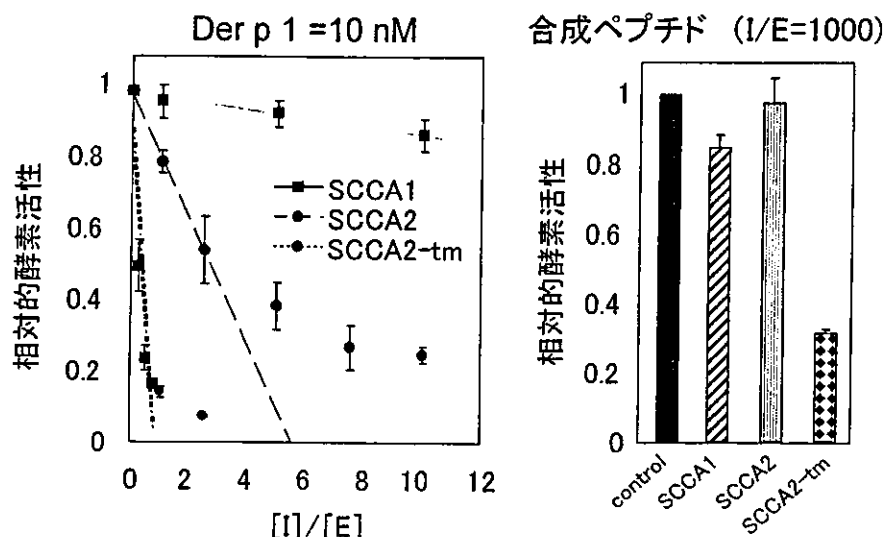 Der p 1 =10 nM
相対的酵素活性
1
0.8
0.6
0.4
0.2
0
SCCA1
SCCA2
SCCA2-tm
0 2 4 6 8 10 12
[I]/[E]
合成ペプチド (I/E=1000)
相対的酵素活性
1
0.8
0.6
0.4
0.2
0
control
SCCA1
SCCA2
SCCA2-tm